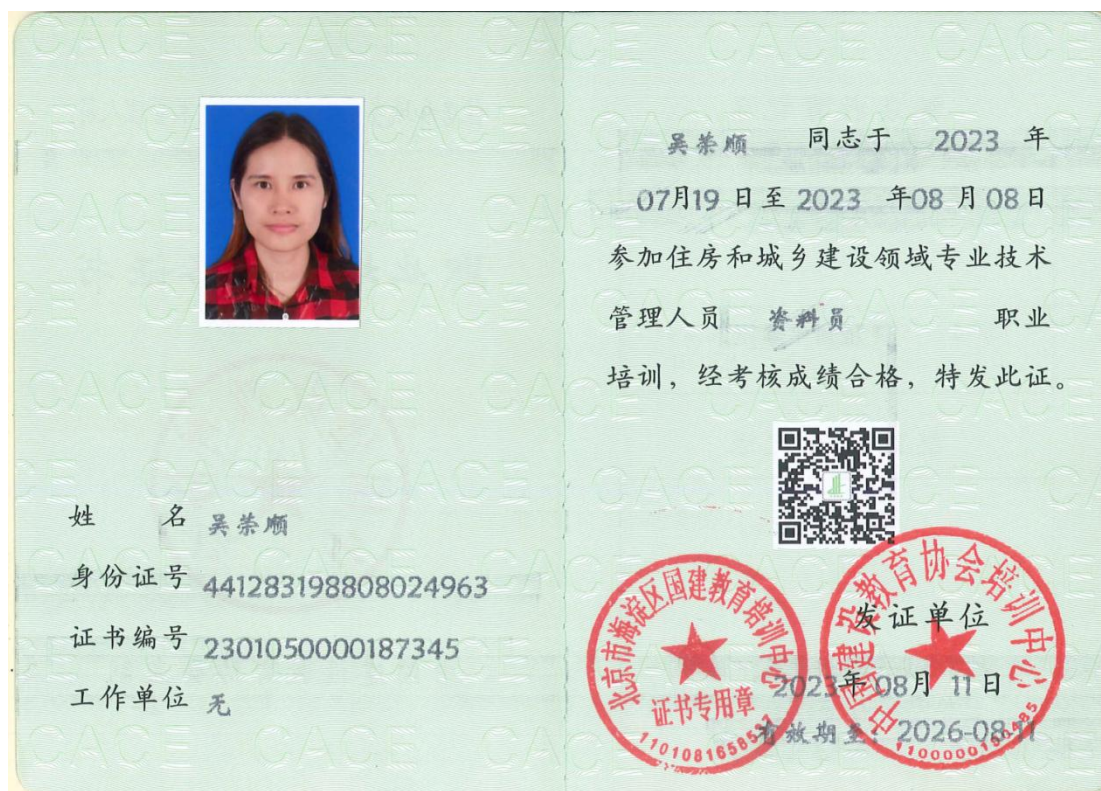 姓 名 吴荣顺
身份证号 441283198808024963
证书编号 2301050000187345
工作单位 无
吴荣顺 同志于 2023 年
07月19 日至 2023 年08 月 08 日
参加住房和城乡建设领域专业技术
管理人员 资料员 职业
培训，经考核成绩合格，特发此证。
北京市海淀区国建教育培训中心
证书专用章
中国建设教育协会培训中心
发证单位
2023年 08月 11 日
有效期至：2026-08-11
CACE